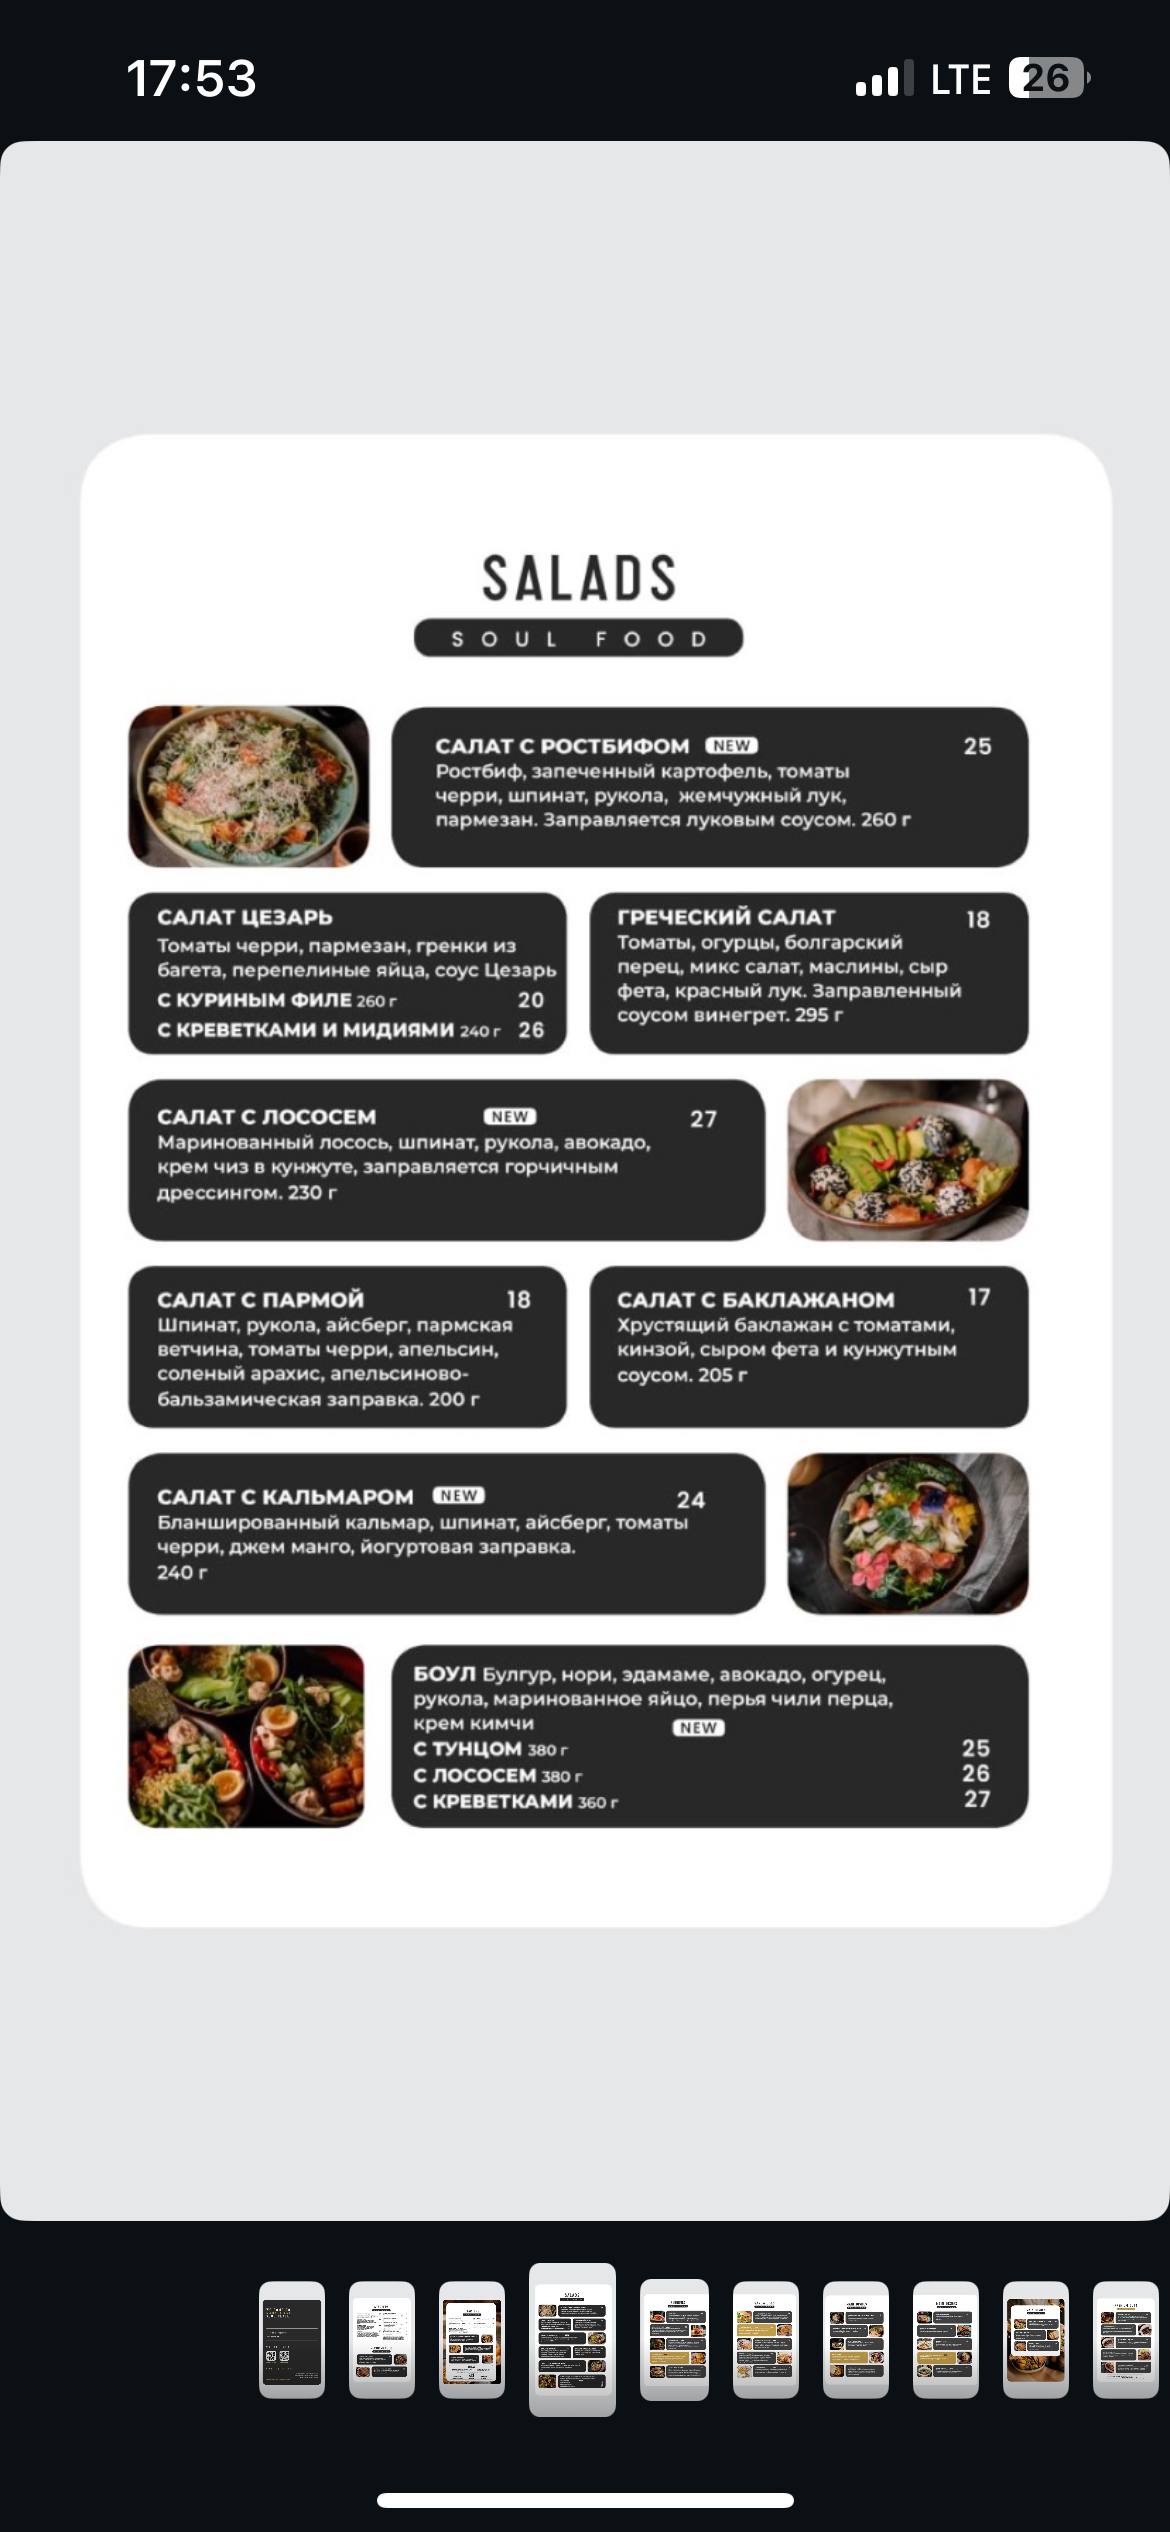 17:53
LTE 26
SALADS
SOUL FOOD
САЛАТ С РОСТБИФОМ NEW 25
Ростбиф, запеченный картофель, томаты
черри, шпинат, рукола, жемчужный лук,
пармезан. Заправляется луковым соусом. 260 г
САЛАТ ЦЕЗАРЬ
Томаты черри, пармезан, гренки из
багета, перепелиные яйца, соус Цезарь
С КУРИНЫМ ФИЛЕ 260 г 20
С КРЕВЕТКАМИ И МИДИЯМИ 240 г 26
ГРЕЧЕСКИЙ САЛАТ 18
Томаты, огурцы, болгарский
перец, микс салат, маслины, сыр
фета, красный лук. Заправленный
соусом винегрет. 295 г
САЛАТ С ЛОСОСЕМ NEW 27
Маринованный лосось, шпинат, рукола, авокадо,
крем чиз в кунжуте, заправляется горчичным
дрессингом. 230 г
САЛАТ С ПАРМОЙ 18
Шпинат, рукола, айсберг, пармская
ветчина, томаты черри, апельсин,
соленый арахис, апельсиново-
бальзамическая заправка. 200 г
САЛАТ С БАКЛАЖАНОМ 17
Хрустящий баклажан с томатами,
кинзой, сыром фета и кунжутным
соусом. 205 г
САЛАТ С КАЛЬМАРОМ NEW 24
Бланшированный кальмар, шпинат, айсберг, томаты
черри, джем манго, йогуртовая заправка.
240 г
БОУЛ Булгур, нори, эдамаме, авокадо, огурец,
рукола, маринованное яйцо, перья чили перца,
крем кимчи NEW
С ТУНЦОМ 380 г 25
С ЛОСОСЕМ 380 г 26
С КРЕВЕТКАМИ 360 г 27